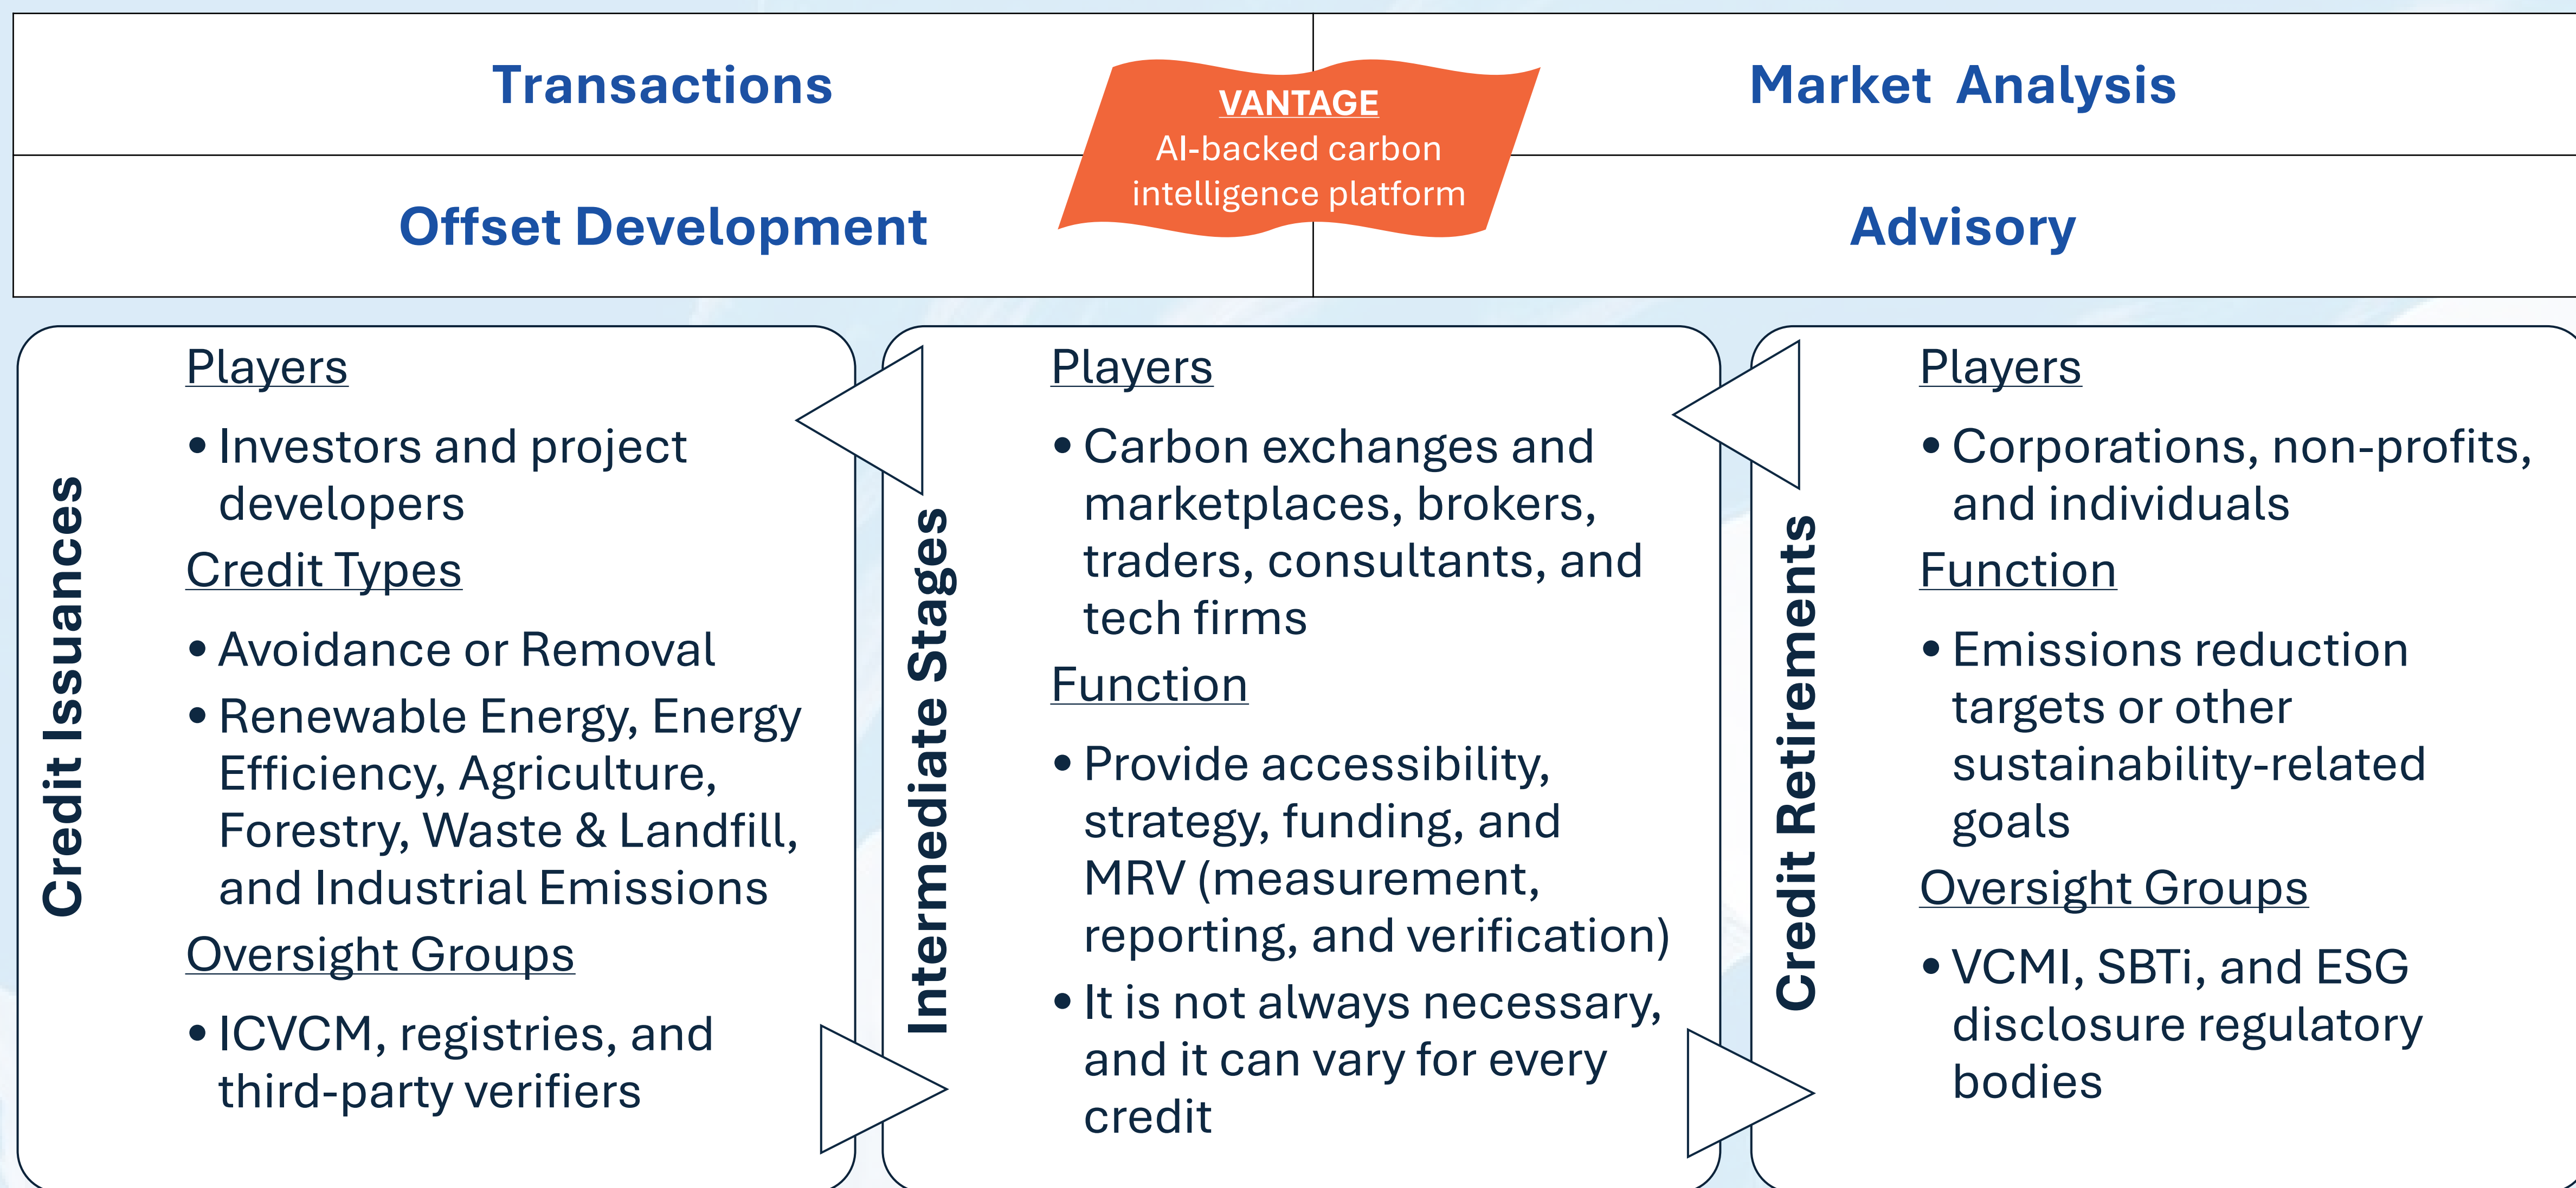 Transactions
Market Analysis
VANTAGE
AI-backed carbon
intelligence platform
Offset Development
Advisory
Credit Issuances
Players
• Investors and project
developers
Credit Types
• Avoidance or Removal
• Renewable Energy, Energy
Efficiency, Agriculture,
Forestry, Waste & Landfill,
and Industrial Emissions
Oversight Groups
• ICVCM, registries, and
third-party verifiers
Intermediate Stages
Players
• Carbon exchanges and
marketplaces, brokers,
traders, consultants, and
tech firms
Function
• Provide accessibility,
strategy, funding, and
MRV (measurement,
reporting, and verification)
• It is not always necessary,
and it can vary for every
credit
Credit Retirements
Players
• Corporations, non-profits,
and individuals
Function
• Emissions reduction
targets or other
sustainability-related
goals
Oversight Groups
• VCMI, SBTi, and ESG
disclosure regulatory
bodies